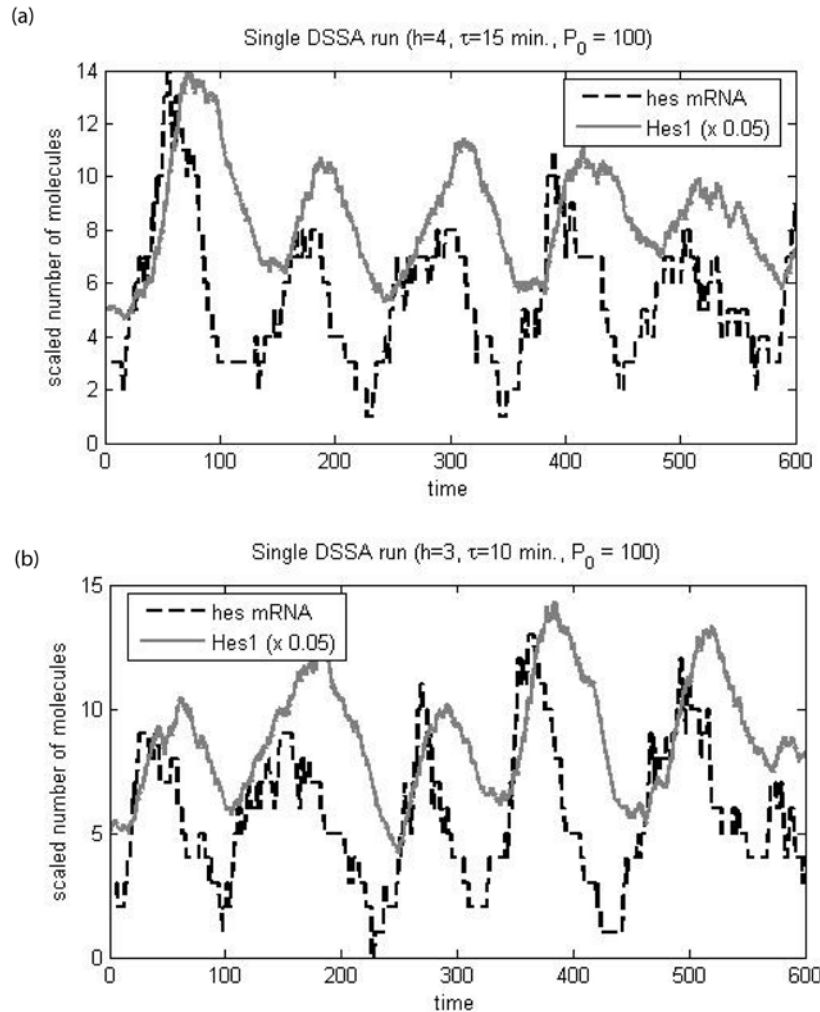 (a)
Single DSSA run (h=4, τ=15 min., P₀ = 100)
14
12
10
8
6
4
2
0
scaled number of molecules
hes mRNA
Hes1 (x 0.05)
0
100
200
300
400
500
600
time
(b)
Single DSSA run (h=3, τ=10 min., P₀ = 100)
15
10
5
0
scaled number of molecules
hes mRNA
Hes1 (x 0.05)
0
100
200
300
400
500
600
time